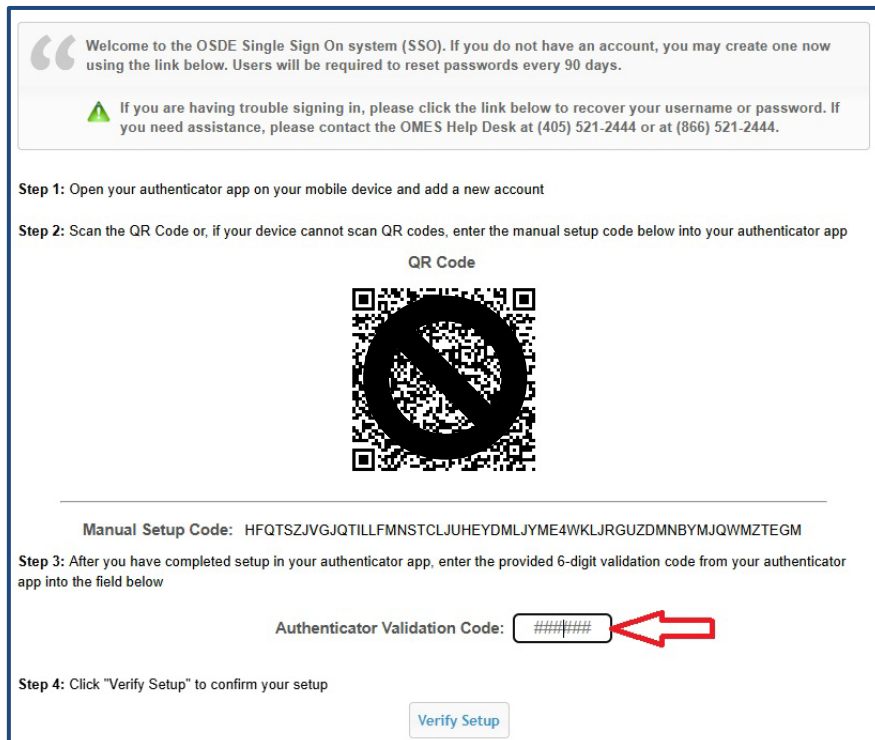 Welcome to the OSDE Single Sign On system (SSO). If you do not have an account, you may create one now
using the link below. Users will be required to reset passwords every 90 days.
If you are having trouble signing in, please click the link below to recover your username or password. If
you need assistance, please contact the OMES Help Desk at (405) 521-2444 or at (866) 521-2444.
Step 1: Open your authenticator app on your mobile device and add a new account
Step 2: Scan the QR Code or, if your device cannot scan QR codes, enter the manual setup code below into your authenticator app
QR Code
Manual Setup Code: HFQTSZJVGJQTILLFMNSTCLJUHEYDMLJYME4WKLJRGUZDMNBYMJQWMZTEGM
Step 3: After you have completed setup in your authenticator app, enter the provided 6-digit validation code from your authenticator
app into the field below
Authenticator Validation Code: ######
Step 4: Click "Verify Setup" to confirm your setup
Verify Setup